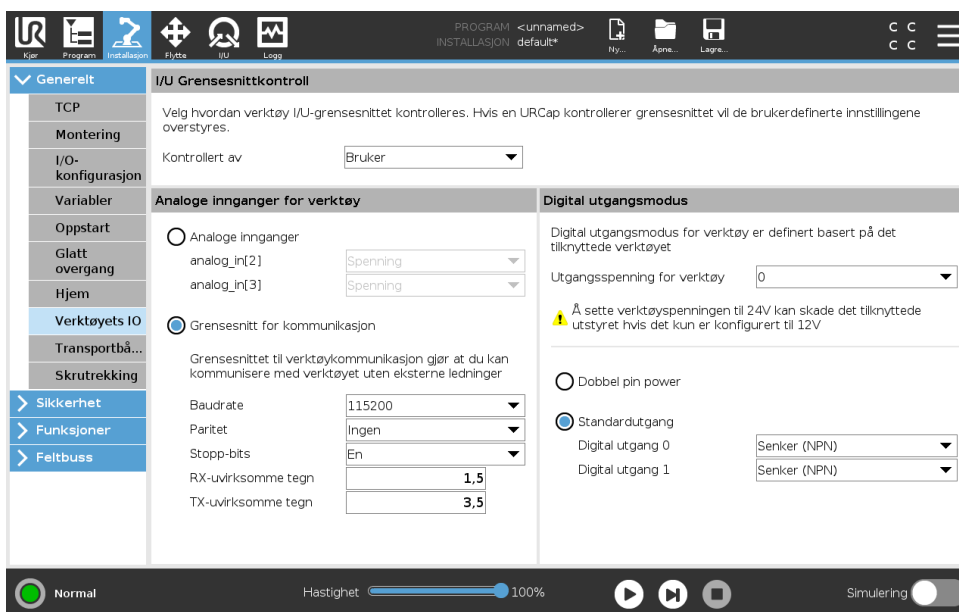 PROGRAM <unnamed>
INSTALLASJON default*
UR
Kjør Program Installasjon Flytte I/U Logg Ny... Åpne... Lagre...
C C
C C
Generelt
TCP
Montering
I/O-
konfigurasjon
Variabler
Oppstart
Glatt
overgang
Hjem
Verktøyets IO
Transportbå...
Skrutrekking
Sikkerhet
Funksjoner
Feltbuss
I/U Grensesnittkontroll
Velg hvordan verktøy I/U-grensesnittet kontrolleres. Hvis en URCap kontrollerer grensesnittet vil de brukerdefinerte innstillingene
overstyres.
Kontrollert av Bruker
Analoge innganger for verktøy
Analoge innganger
analog_in[2] Spenning
analog_in[3] Spenning
Grensesnitt for kommunikasjon
Grensesnittet til verktøykommunikasjon gjør at du kan
kommunisere med verktøyet uten eksterne ledninger
Baudrate 115200
Paritet Ingen
Stopp-bits En
RX-uvirksomme tegn 1,5
TX-uvirksomme tegn 3,5
Digital utgangsmodus
Digital utgangsmodus for verktøy er definert basert på det
tilknyttede verktøyet
Utgangsspenning for verktøy 0
Å sette verktøyspenningen til 24V kan skade det tilknyttede
utstyret hvis det kun er konfigurert til 12V
Dobbel pin power
Standardutgang
Digital utgang 0 Senker (NPN)
Digital utgang 1 Senker (NPN)
Normal Hastighet 100% Simulering